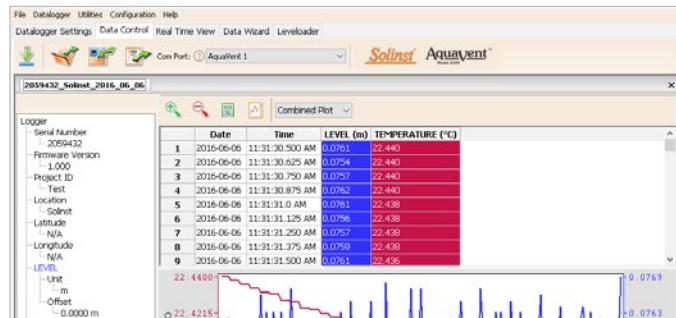 File Datalogger Utilities Configuration Help
Datalogger Settings Data Control Real Time View Data Wizard Leveloader
Com Port: ? AquaVent 1 Solinst Aquavent
2059432_Solinst_2016_06_06 x
Combined Plot
Logger
Serial Number
2059432
Firmware Version
1.000
Project ID
Test
Location
Solinst
Latitude
N/A
Longitude
N/A
LEVEL
Unit
m
Offset
0.0000 m
Date Time LEVEL (m) TEMPERATURE (°C)
1 2016-06-06 11:31:30.500 AM 0.0761 22.440
2 2016-06-06 11:31:30.625 AM 0.0754 22.440
3 2016-06-06 11:31:30.750 AM 0.0757 22.440
4 2016-06-06 11:31:30.875 AM 0.0762 22.440
5 2016-06-06 11:31:31.0 AM 0.0761 22.438
6 2016-06-06 11:31:31.125 AM 0.0756 22.438
7 2016-06-06 11:31:31.250 AM 0.0757 22.438
8 2016-06-06 11:31:31.375 AM 0.0759 22.438
9 2016-06-06 11:31:31.500 AM 0.0761 22.436
22.4400 0.0769
22.4215 0.0763